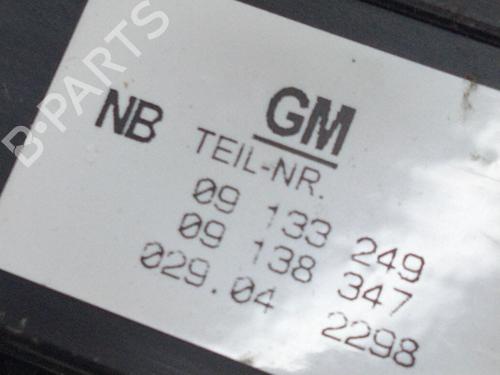 B-PARTS
GM
NB
TEIL-NR.
09 133 249
09 138 347
029.04 2298